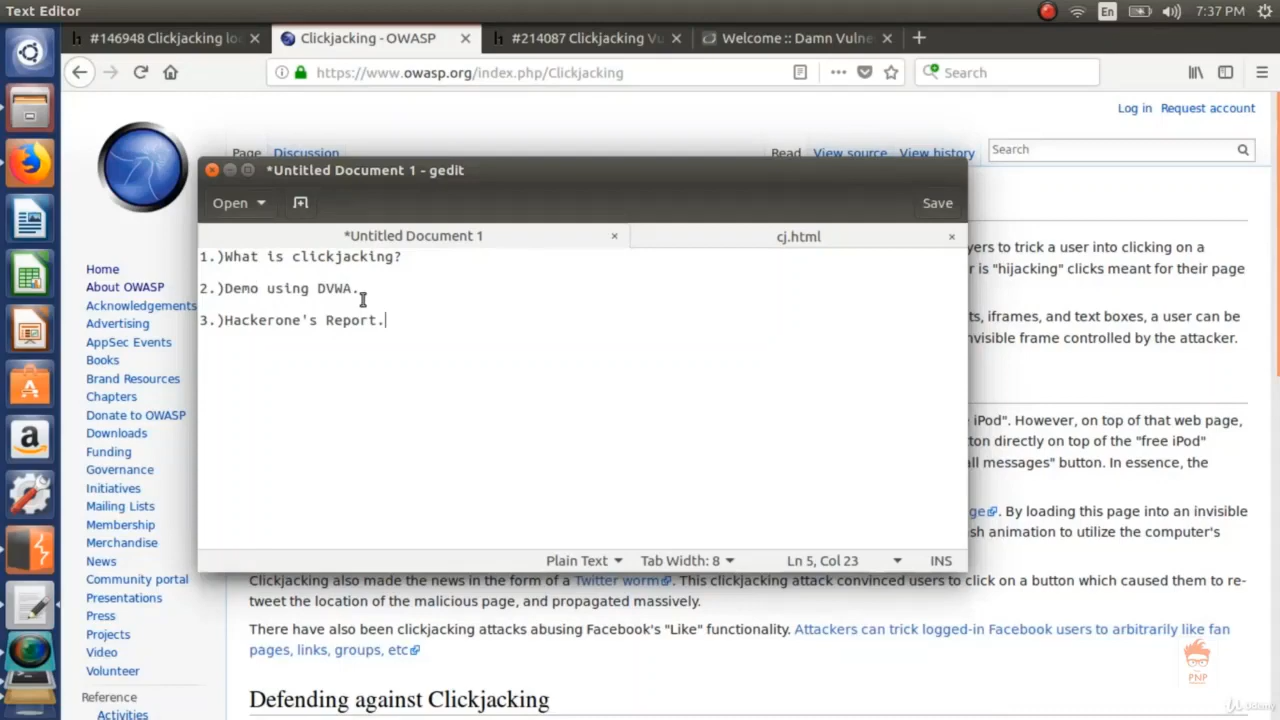 Text Editor
En
7:37 PM
#146948 Clickjacking lo
Clickjacking - OWASP
#214087 Clickjacking Vu
Welcome :: Damn Vulne
https://www.owasp.org/index.php/Clickjacking
Search
Log in Request account
Page Discussion
Read View source View history
Search
*Untitled Document 1 - gedit
Open
Save
*Untitled Document 1
cj.html
1.)What is clickjacking?
2.)Demo using DVWA.
3.)Hackerone's Report.
Plain Text
Tab Width: 8
Ln 5, Col 23
INS
Home
About OWASP
Acknowledgements
Advertising
AppSec Events
Books
Brand Resources
Chapters
Donate to OWASP
Downloads
Funding
Governance
Initiatives
Mailing Lists
Membership
Merchandise
News
Community portal
Presentations
Press
Projects
Video
Volunteer
Reference
Activities
yers to trick a user into clicking on a
er is "hijacking" clicks meant for their page
ts, iframes, and text boxes, a user can be
nvisible frame controlled by the attacker.
e iPod". However, on top of that web page,
ton directly on top of the "free iPod"
all messages" button. In essence, the
ge. By loading this page into an invisible
sh animation to utilize the computer's
Clickjacking also made the news in the form of a Twitter worm. This clickjacking attack convinced users to click on a button which caused them to re-
tweet the location of the malicious page, and propagated massively.
There have also been clickjacking attacks abusing Facebook's "Like" functionality. Attackers can trick logged-in Facebook users to arbitrarily like fan
pages, links, groups, etc
Defending against Clickjacking
PNP
Udemy